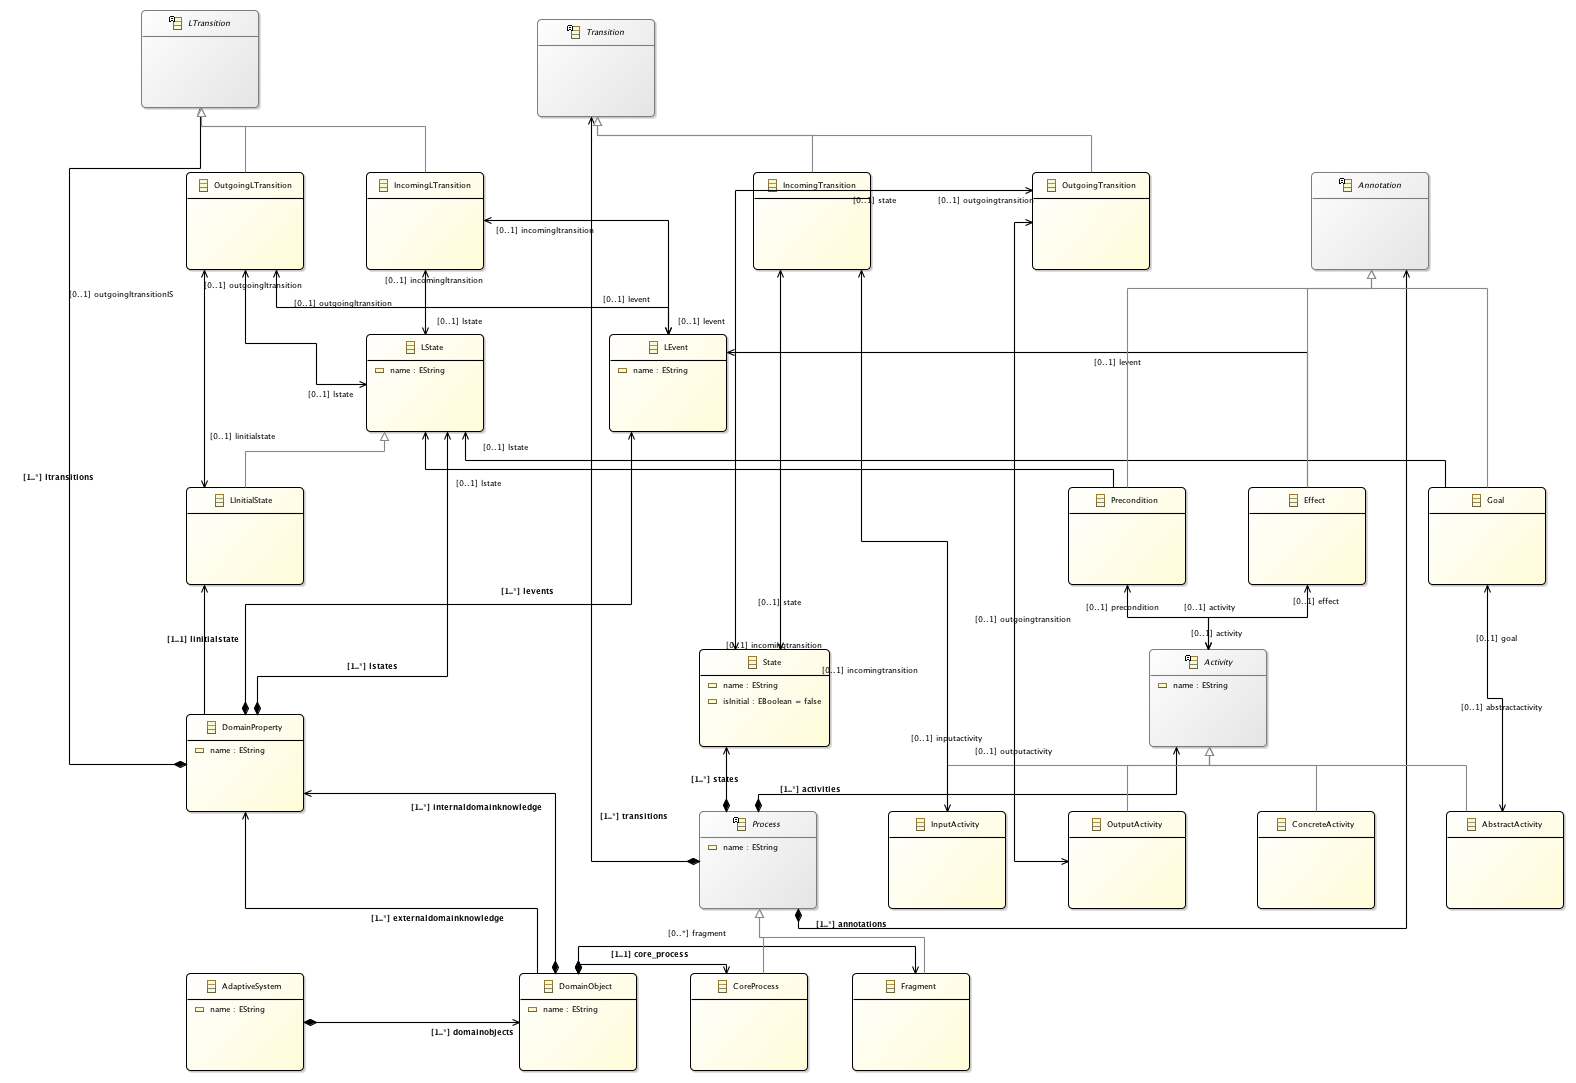 LTransition
Transition
OutgoingLTransition
IncomingLTransition
IncomingTransition
OutgoingTransition
Annotation
[0..1] state
[0..1] outgoingtransition
[0..1] incomingltransition
[0..1] incomingltransition
[0..1] outgoingltransition
[0..1] outgoingltransitionIS
[0..1] outgoingltransition
[0..1] levent
[0..1] lstate
[0..1] levent
LState
name : EString
LEvent
name : EString
[0..1] levent
[0..1] lstate
[0..1] linitialstate
[0..1] lstate
[1..*] ltransitions
[0..1] lstate
LInitialState
Precondition
Effect
Goal
[1..*] levents
[0..1] state
[0..1] precondition
[0..1] activity
[0..1] effect
[0..1] outgoingtransition
[0..1] activity
[1..1] linitialstate
[0..1] goal
[0..1] incomingtransition
[1..*] lstates
State
name : EString
isInitial : EBoolean = false
[0..1] incomingtransition
Activity
name : EString
[0..1] abstractactivity
DomainProperty
name : EString
[0..1] inputactivity
[0..1] outputactivity
[1..*] states
[1..*] activities
[1..*] internaldomainknowledge
[1..*] transitions
Process
name : EString
InputActivity
OutputActivity
ConcreteActivity
AbstractActivity
[1..*] externaldomainknowledge
[1..*] annotations
[0..*] fragment
[1..1] core_process
AdaptiveSystem
name : EString
DomainObject
name : EString
CoreProcess
Fragment
[1..*] domainobjects